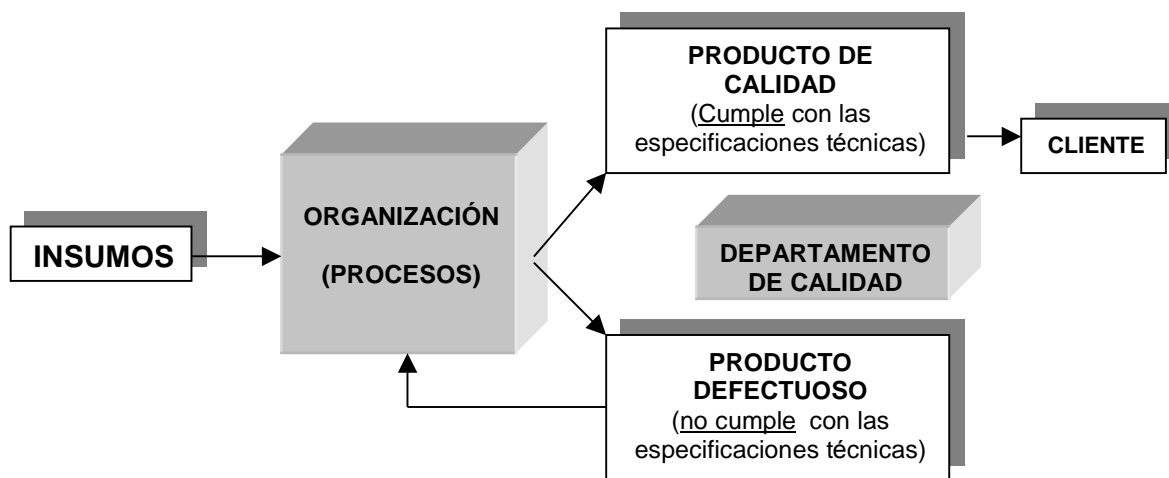 INSUMOS
ORGANIZACIÓN
(PROCESOS)
PRODUCTO DE
CALIDAD
(Cumple con las
especificaciones técnicas)
CLIENTE
DEPARTAMENTO
DE CALIDAD
PRODUCTO
DEFECTUOSO
(no cumple  con las
especificaciones técnicas)